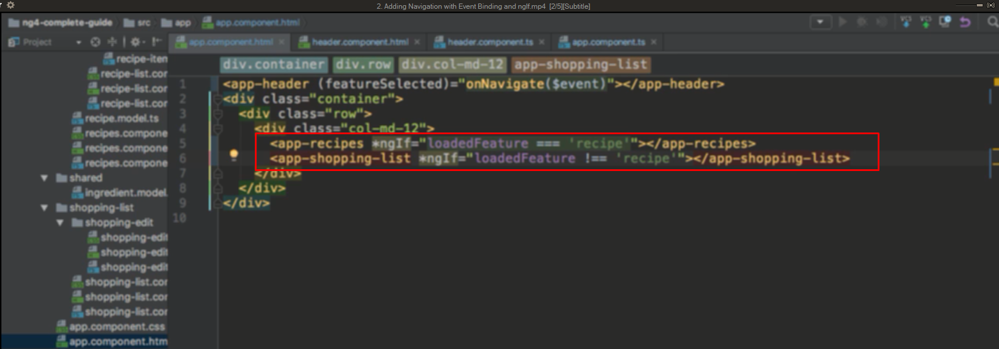 2. Adding Navigation with Event Binding and ngIf.mp4 [2/5][Subtitle]
ng4-complete-guide src app app.component.html
VCS VCS
Project
app.component.html header.component.html header.component.ts app.component.ts
div.container div.row div.col-md-12 app-shopping-list
recipe-iten
recipe-list.cor
recipe-list.cor
recipe-list.cor
recipe.model.ts
recipes.compone
recipes.compone
recipes.compone
shared
ingredient.model.
shopping-list
shopping-edit
shopping-edit
shopping-edit
shopping-edit
shopping-list.cor
shopping-list.cor
shopping-list.cor
app.component.css
app.component.htm
1 <app-header (featureSelected)="onNavigate($event)"></app-header>
2 <div class="container">
3 <div class="row">
4 <div class="col-md-12">
5 <app-recipes *ngIf="loadedFeature === 'recipe'"></app-recipes>
6 <app-shopping-list *ngIf="loadedFeature !== 'recipe'"></app-shopping-list>
7 </div>
8 </div>
9 </div>
10